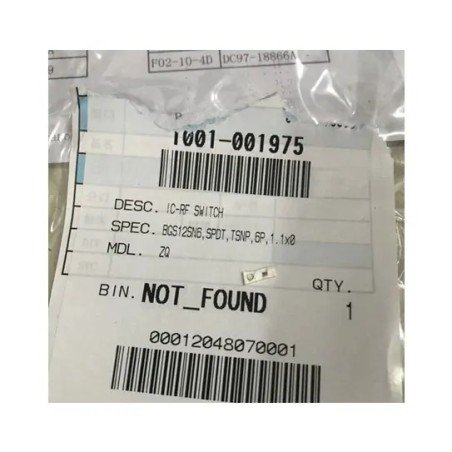 F02-10-4D DC97-18866A
1001-001975
DESC. IC-RF SWITCH
SPEC. BGS12SN6,SPDT,TSNP,6P,1.1x0
MDL. ZQ
BIN. NOT_FOUND
QTY.
1
00012048070001